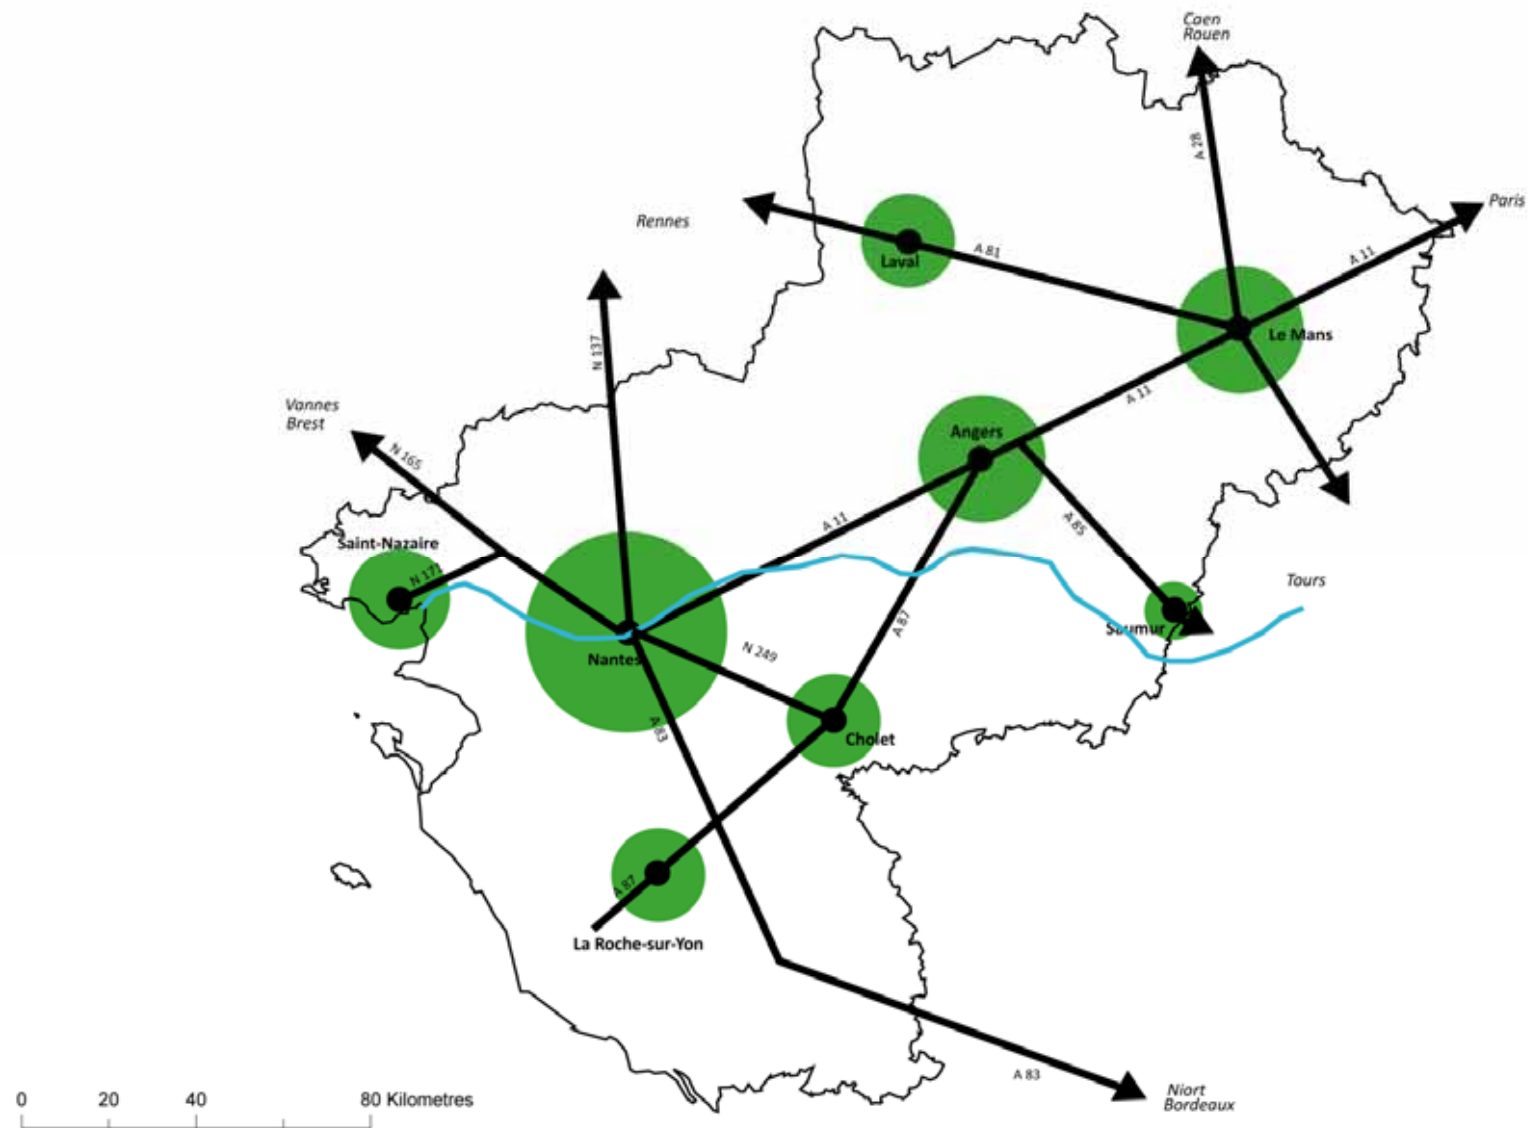 Caen
Rouen
A 28
Paris
Rennes
A 11
Laval
A 81
Le Mans
N 137
A 11
Vannes
Brest
N 165
Angers
A 11
A 85
Saint-Nazaire
N 171
Tours
A 87
Saumur
Nantes
N 249
A 83
Cholet
A 87
La Roche-sur-Yon
A 83
0 20 40 80 Kilometres
Niort
Bordeaux